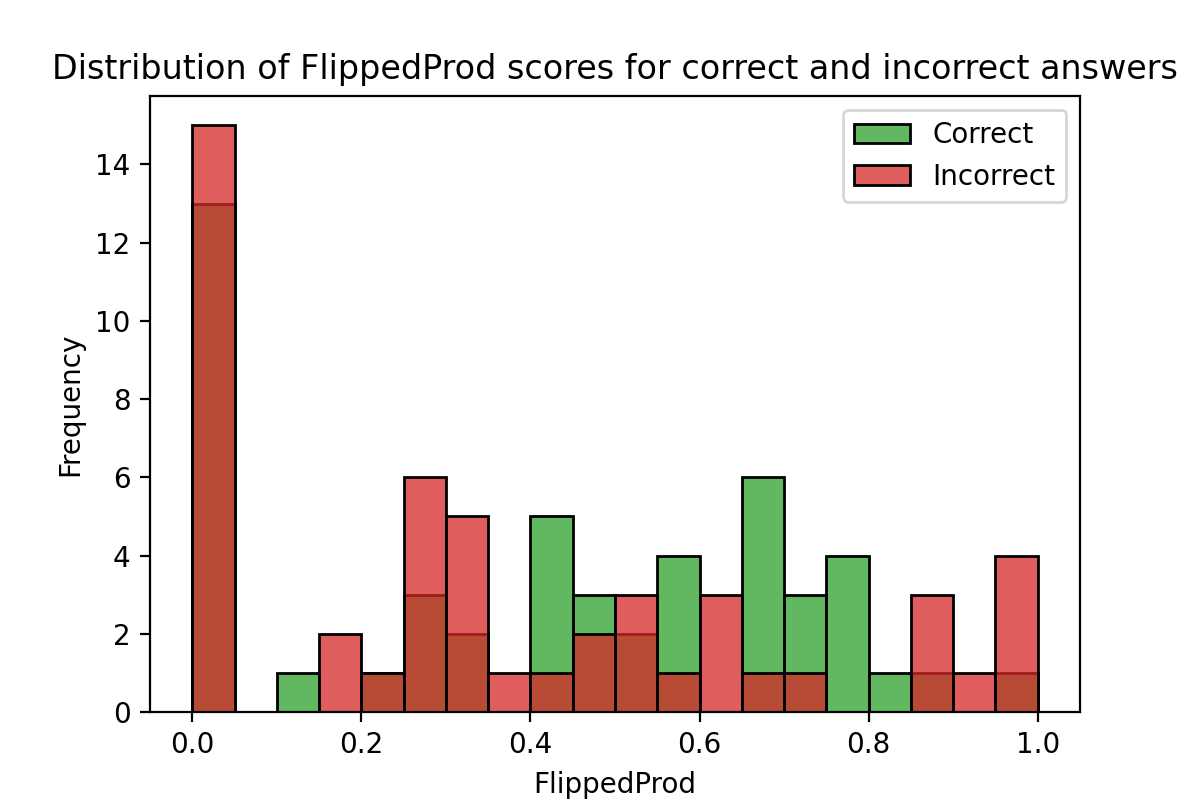 Distribution of FlippedProd scores for correct and incorrect answers
Correct
Incorrect
14
12
10
8
6
4
2
0
Frequency
0.0 0.2 0.4 0.6 0.8 1.0
FlippedProd